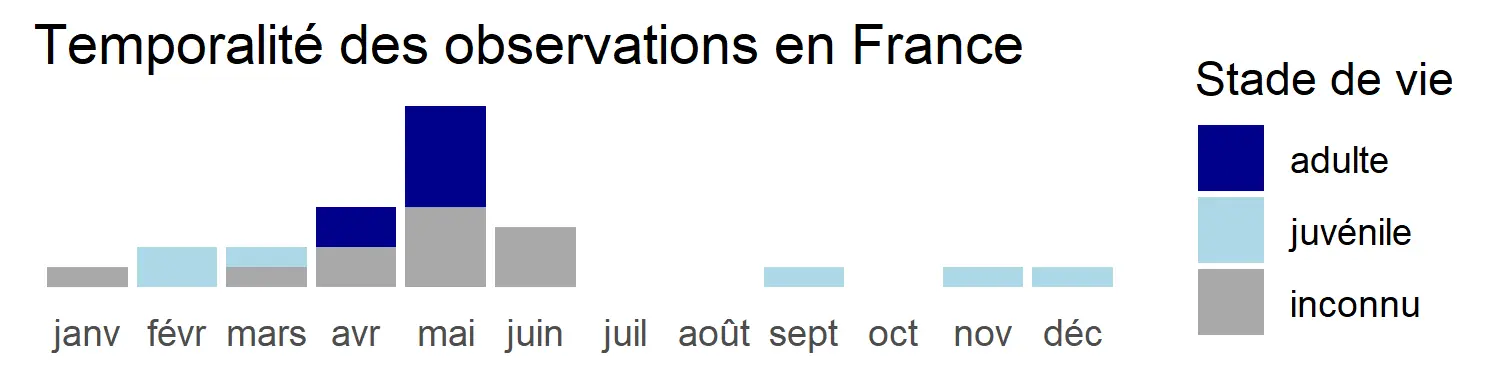 Temporalité des observations en France
janv févr mars avr mai juin juil août sept oct nov déc
Stade de vie
adulte
juvénile
inconnu